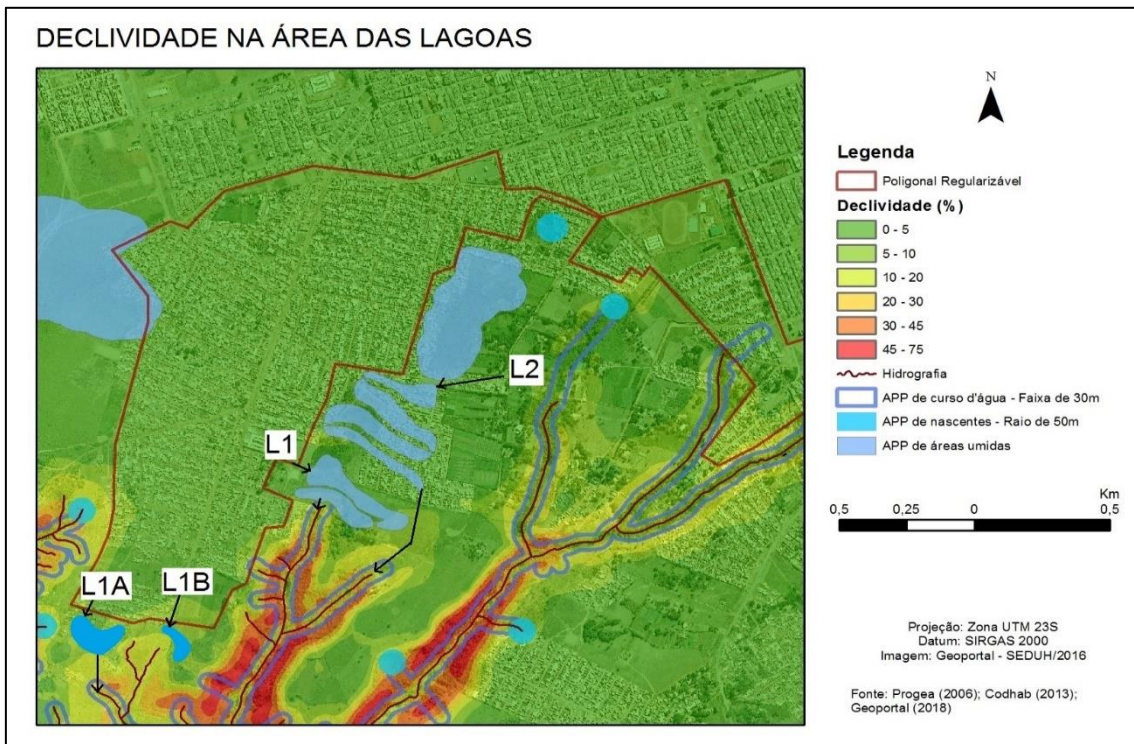 DECLIVIDADE NA ÁREA DAS LAGOAS
L2
L1
L1A
L1B
N
Legenda
Poligonal Regularizável
Declividade (%)
0 - 5
5 - 10
10 - 20
20 - 30
30 - 45
45 - 75
Hidrografia
APP de curso d'água - Faixa de 30m
APP de nascentes - Raio de 50m
APP de áreas umidas
Km
0,5 0,25 0 0,5
Projeção: Zona UTM 23S
Datum: SIRGAS 2000
Imagem: Geoportal - SEDUH/2016
Fonte: Progea (2006); Codhab (2013);
Geoportal (2018)